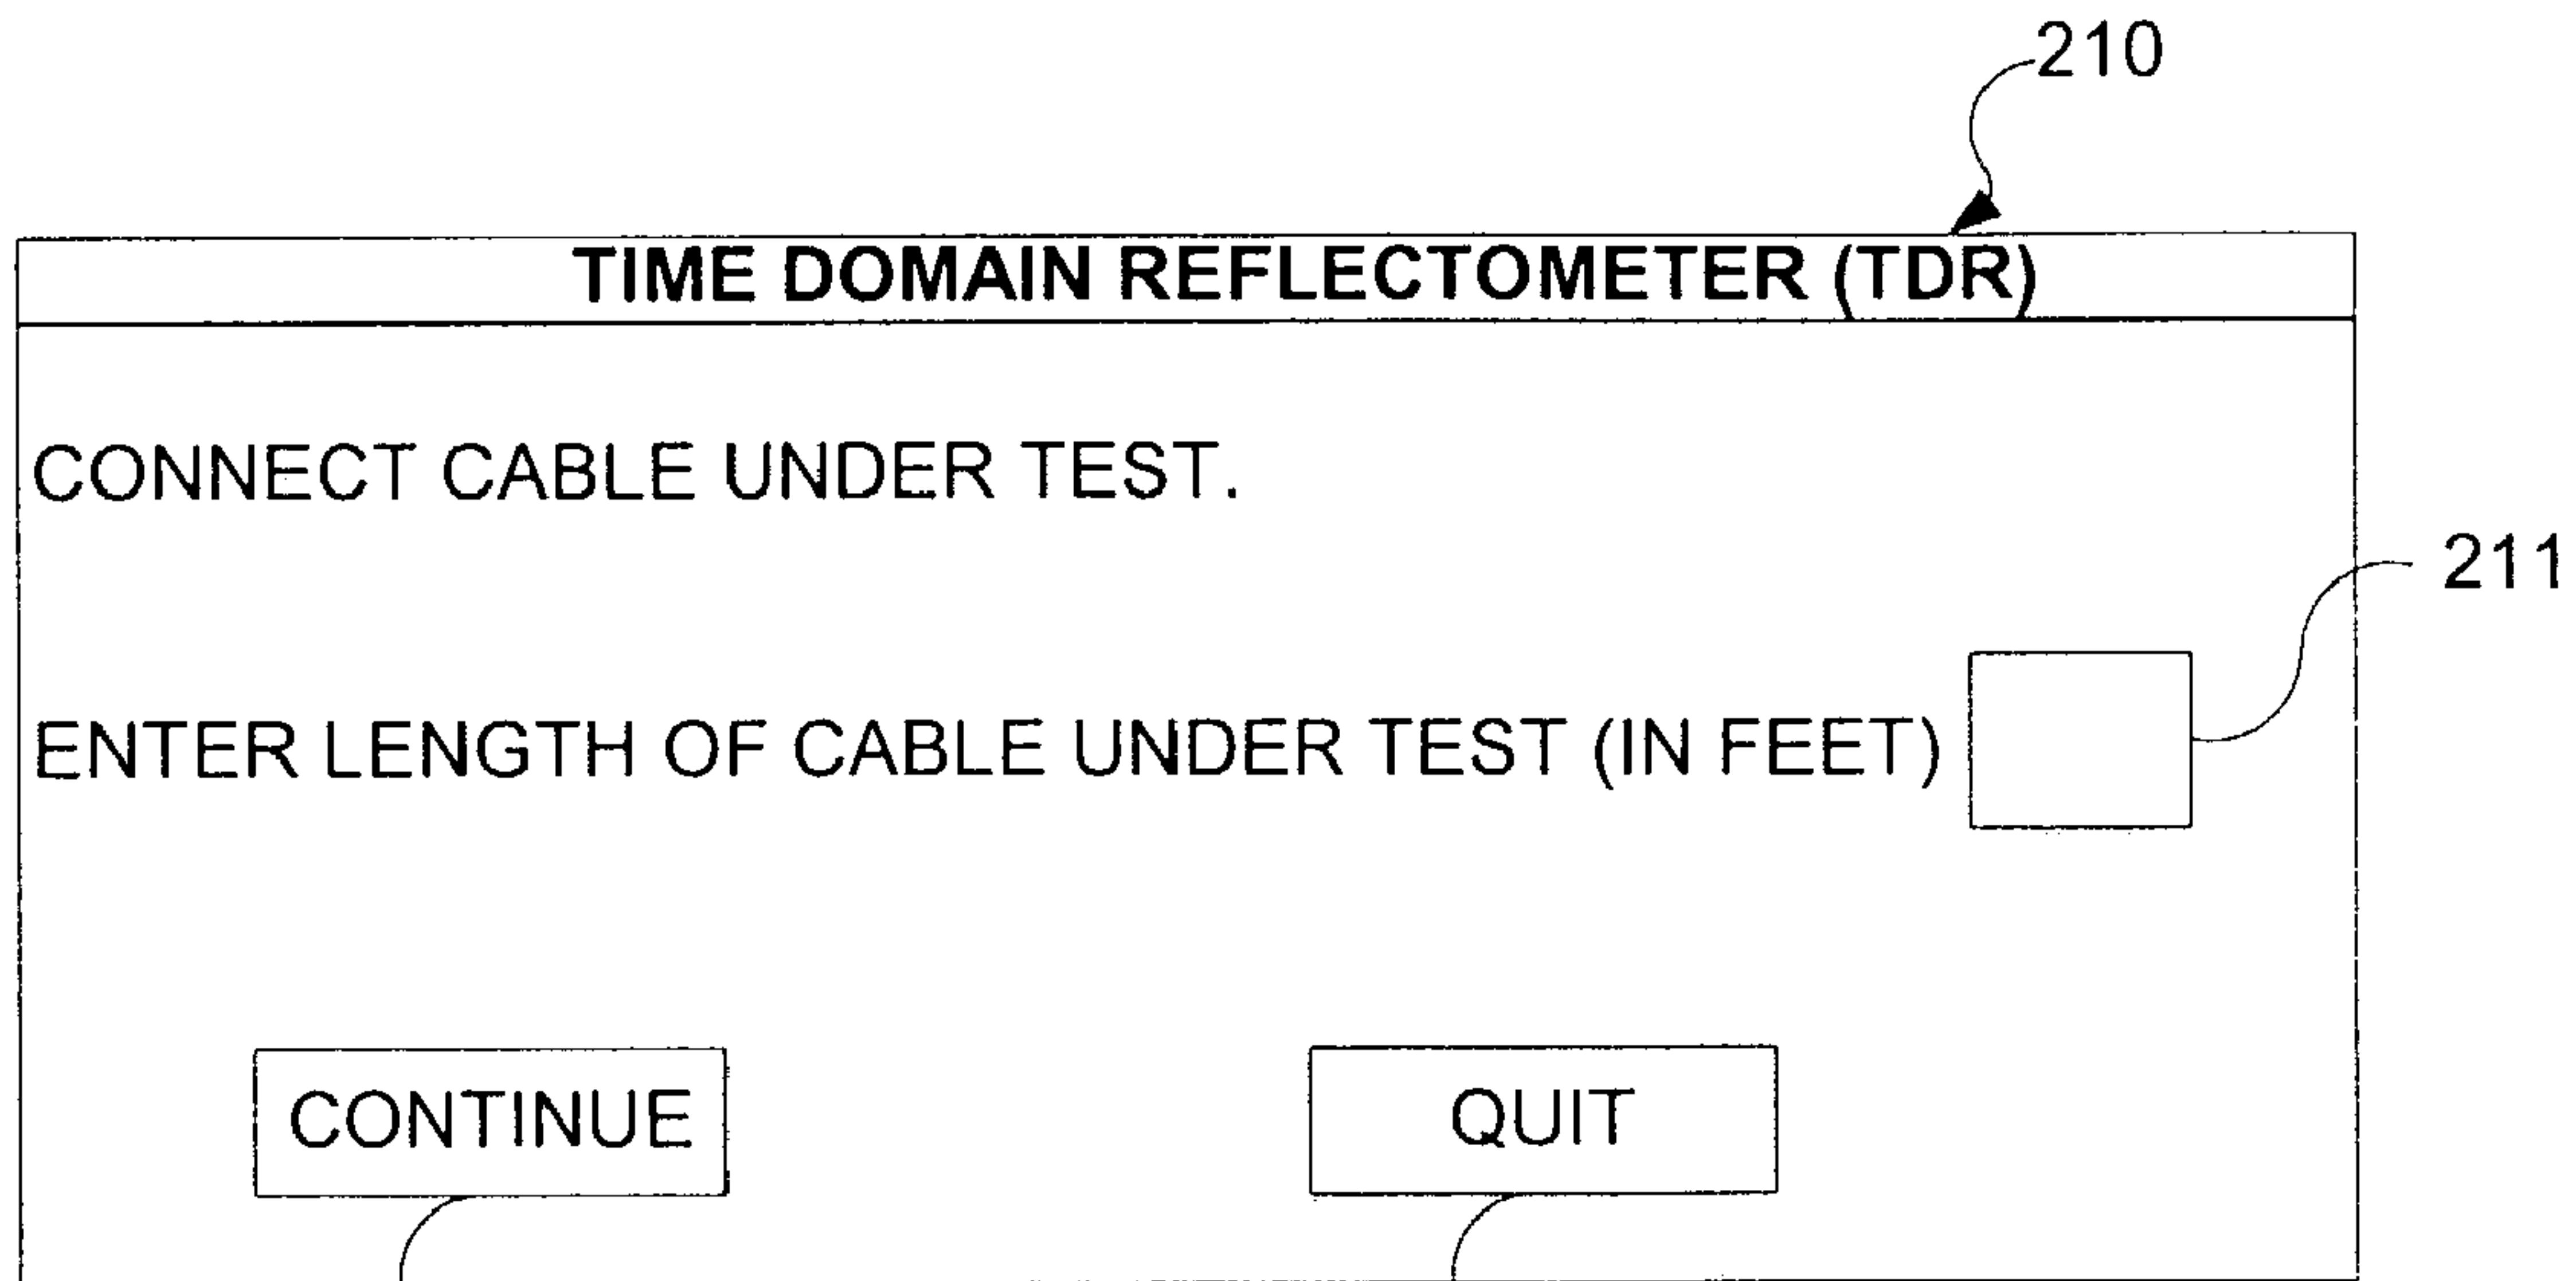 210
TIME DOMAIN REFLECTOMETER (TDR)
CONNECT CABLE UNDER TEST.
211
ENTER LENGTH OF CABLE UNDER TEST (IN FEET)
CONTINUE QUIT